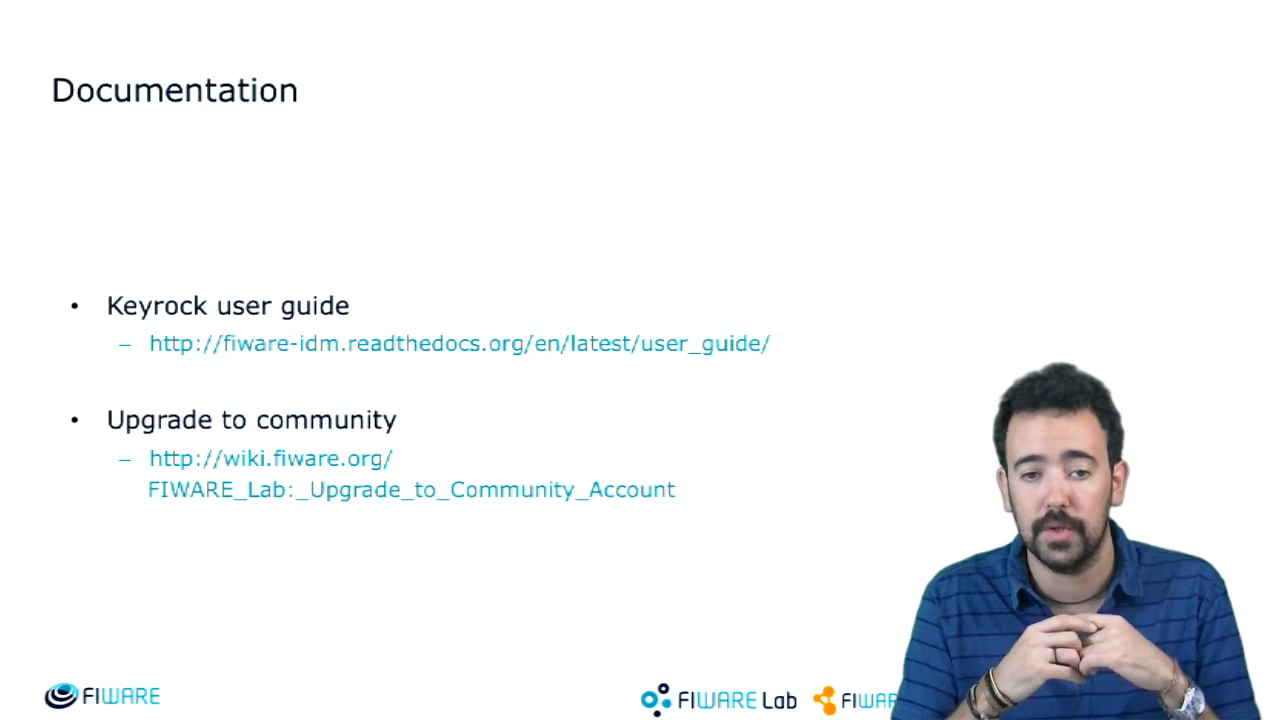 Documentation
• Keyrock user guide
– http://fiware-idm.readthedocs.org/en/latest/user_guide/
• Upgrade to community
– http://wiki.fiware.org/
FIWARE_Lab:_Upgrade_to_Community_Account
FIWARE
FIWARE Lab